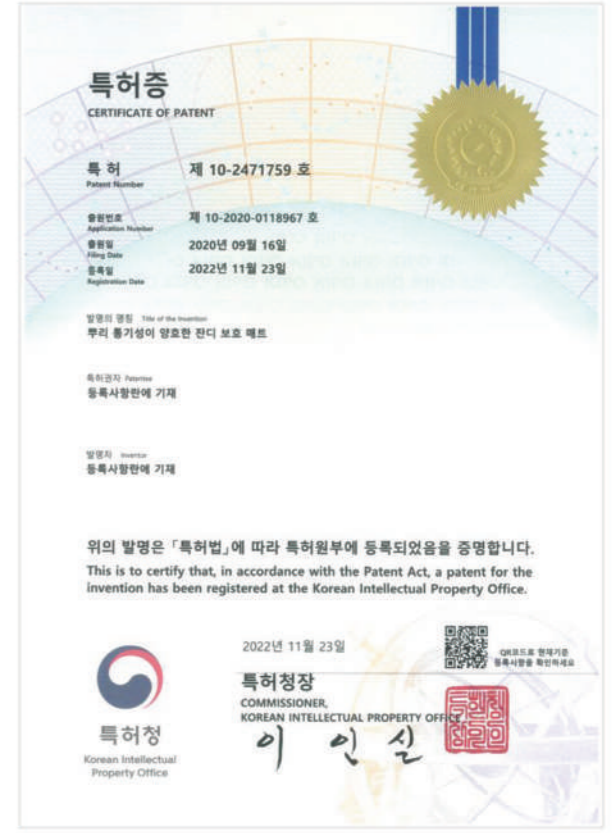 특허증
CERTIFICATE OF PATENT
특 허 제 10-2471759 호
Patent Number
출원번호 제 10-2020-0118967 호
Application Number
출원일 2020년 09월 16일
Filing Date
등록일 2022년 11월 23일
Registration Date
발명의 명칭 Title of the Invention
뿌리 통기성이 양호한 잔디 보호 매트
특허권자 Patentee
등록사항란에 기재
발명자 Inventor
등록사항란에 기재
위의 발명은 「특허법」에 따라 특허원부에 등록되었음을 증명합니다.
This is to certify that, in accordance with the Patent Act, a patent for the
invention has been registered at the Korean Intellectual Property Office.
2022년 11월 23일
QR코드로 현재기준
등록사항을 확인하세요
특허청장
COMMISSIONER,
KOREAN INTELLECTUAL PROPERTY OFFICE
이 인 실
특허청
Korean Intellectual
Property Office